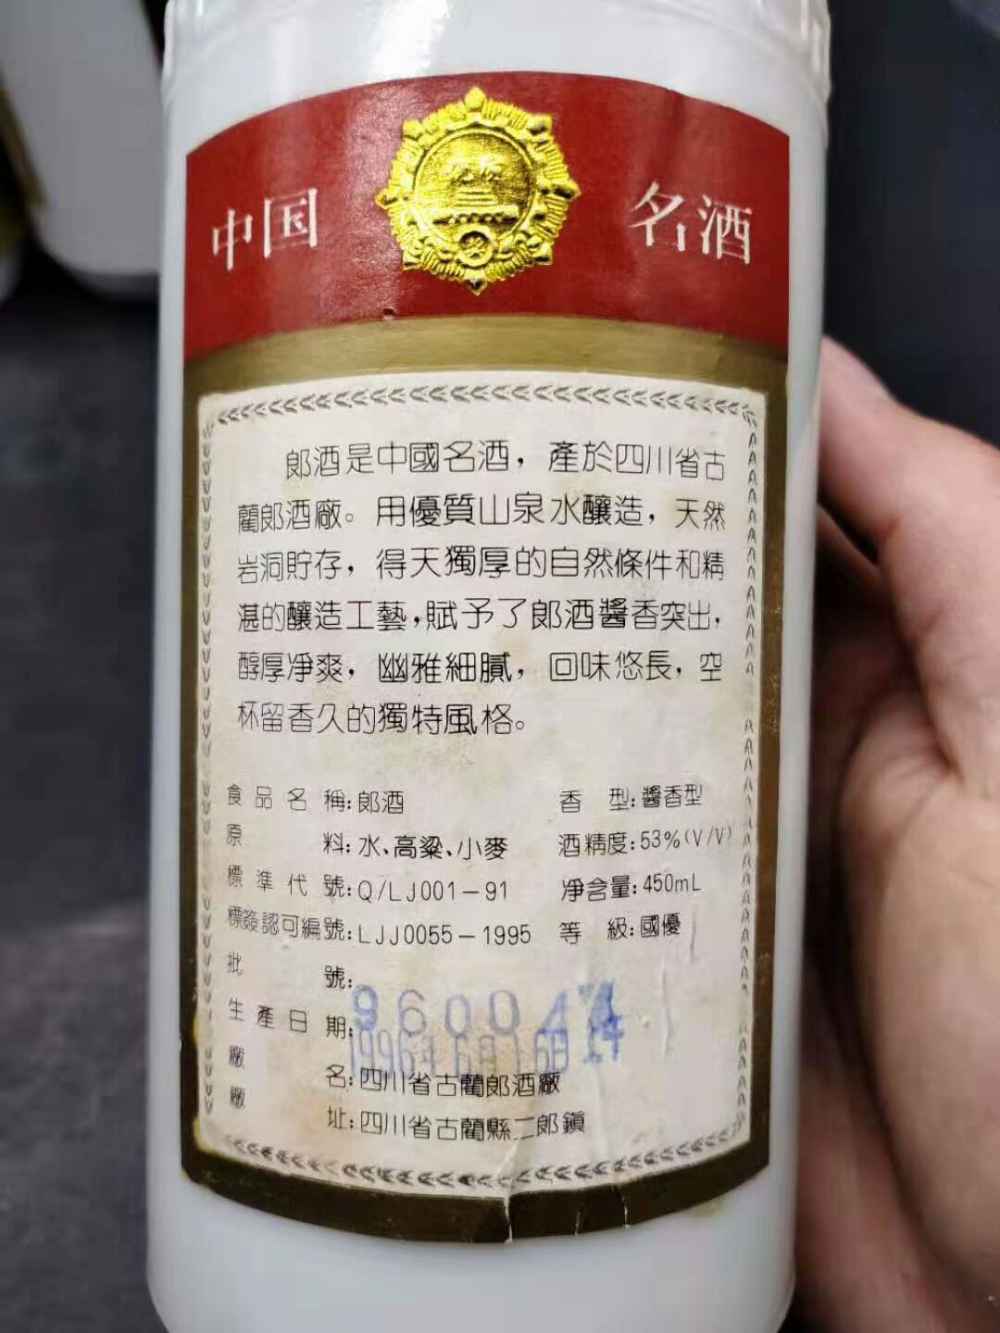 中国 名酒
郎酒是中國名酒，產於四川省古
藺郎酒廠。用優質山泉水釀造，天然
岩洞貯存，得天獨厚的自然條件和精
湛的釀造工藝，賦予了郎酒醬香突出，
醇厚凈爽，幽雅細膩，回味悠長，空
杯留香久的獨特風格。
食品名稱：郎酒 香型：醬香型
原料：水、高粱、小麥 酒精度：53%(V/V)
標準代號：Q/LJ001－91 凈含量：450mL
標簽認可編號：LJJ0055－1995 等級：國優
批號：
生產日期：
廠名：四川省古藺郎酒廠
廠址：四川省古藺縣二郎鎮